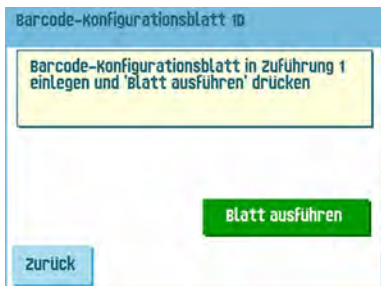 Barcode-Konfigurationsblatt 1D
Barcode-Konfigurationsblatt in Zuführung 1
einlegen und 'Blatt ausführen' drücken
Blatt ausführen
Zurück